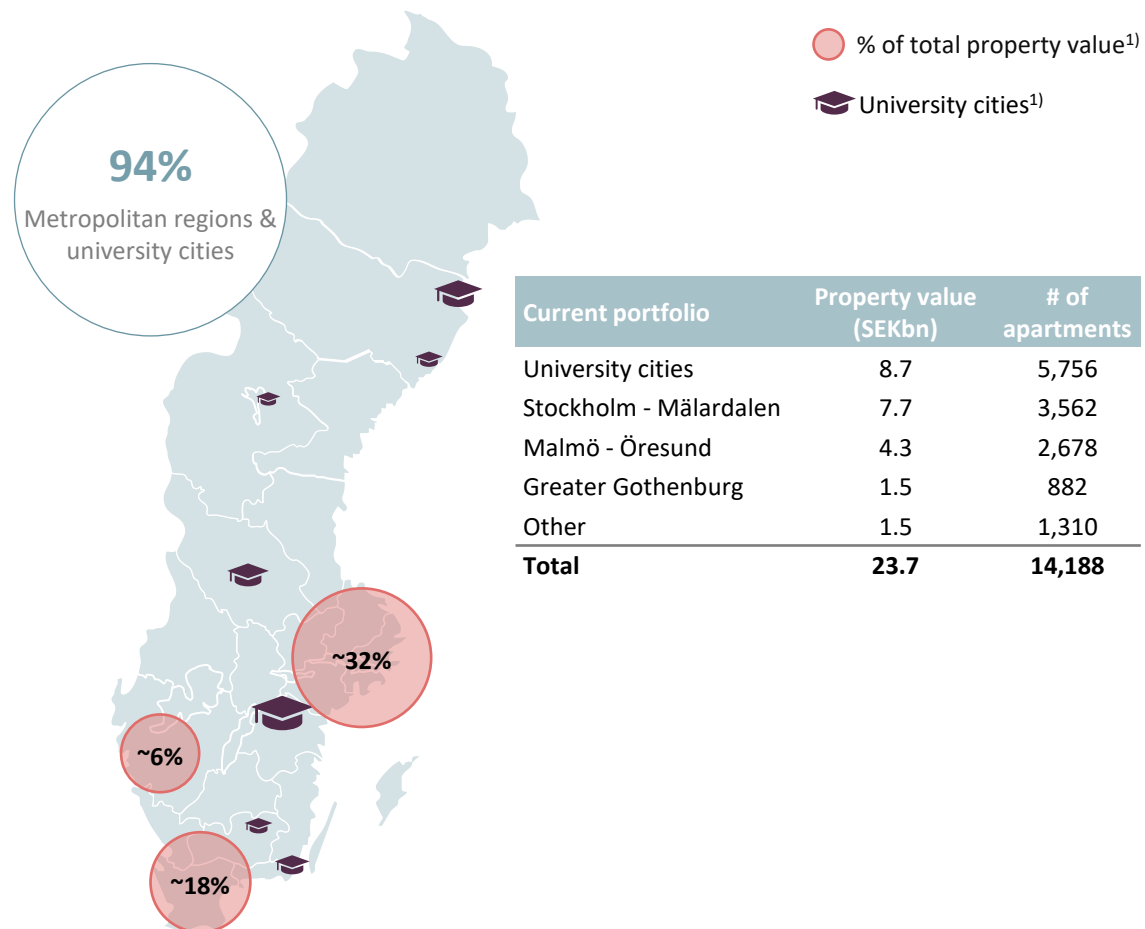 % of total property value1)
University cities1)
94%
Metropolitan regions &
university cities
Current portfolio Property value (SEKbn) # of apartments
University cities 8.7 5,756
Stockholm - Mälardalen 7.7 3,562
Malmö - Öresund 4.3 2,678
Greater Gothenburg 1.5 882
Other 1.5 1,310
Total 23.7 14,188
~32%
~6%
~18%